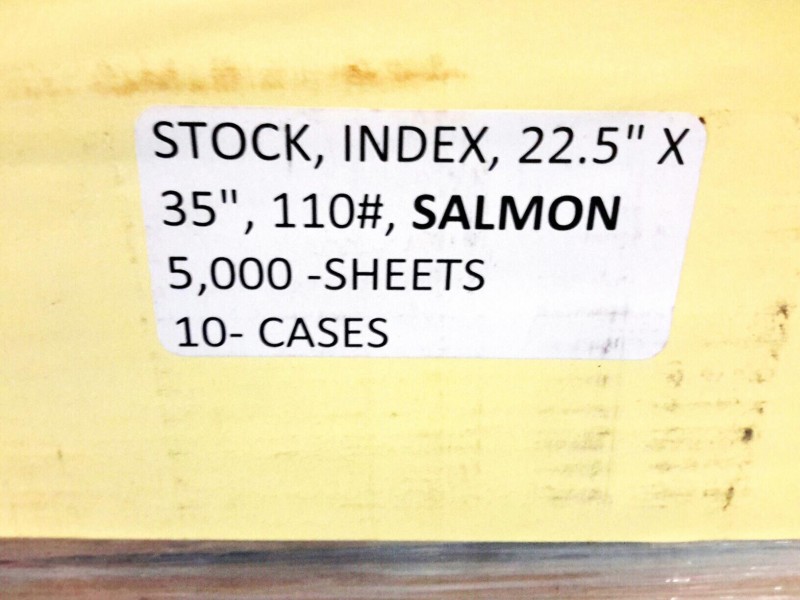 STOCK, INDEX, 22.5" X
35", 110#, SALMON
5,000 -SHEETS
10- CASES